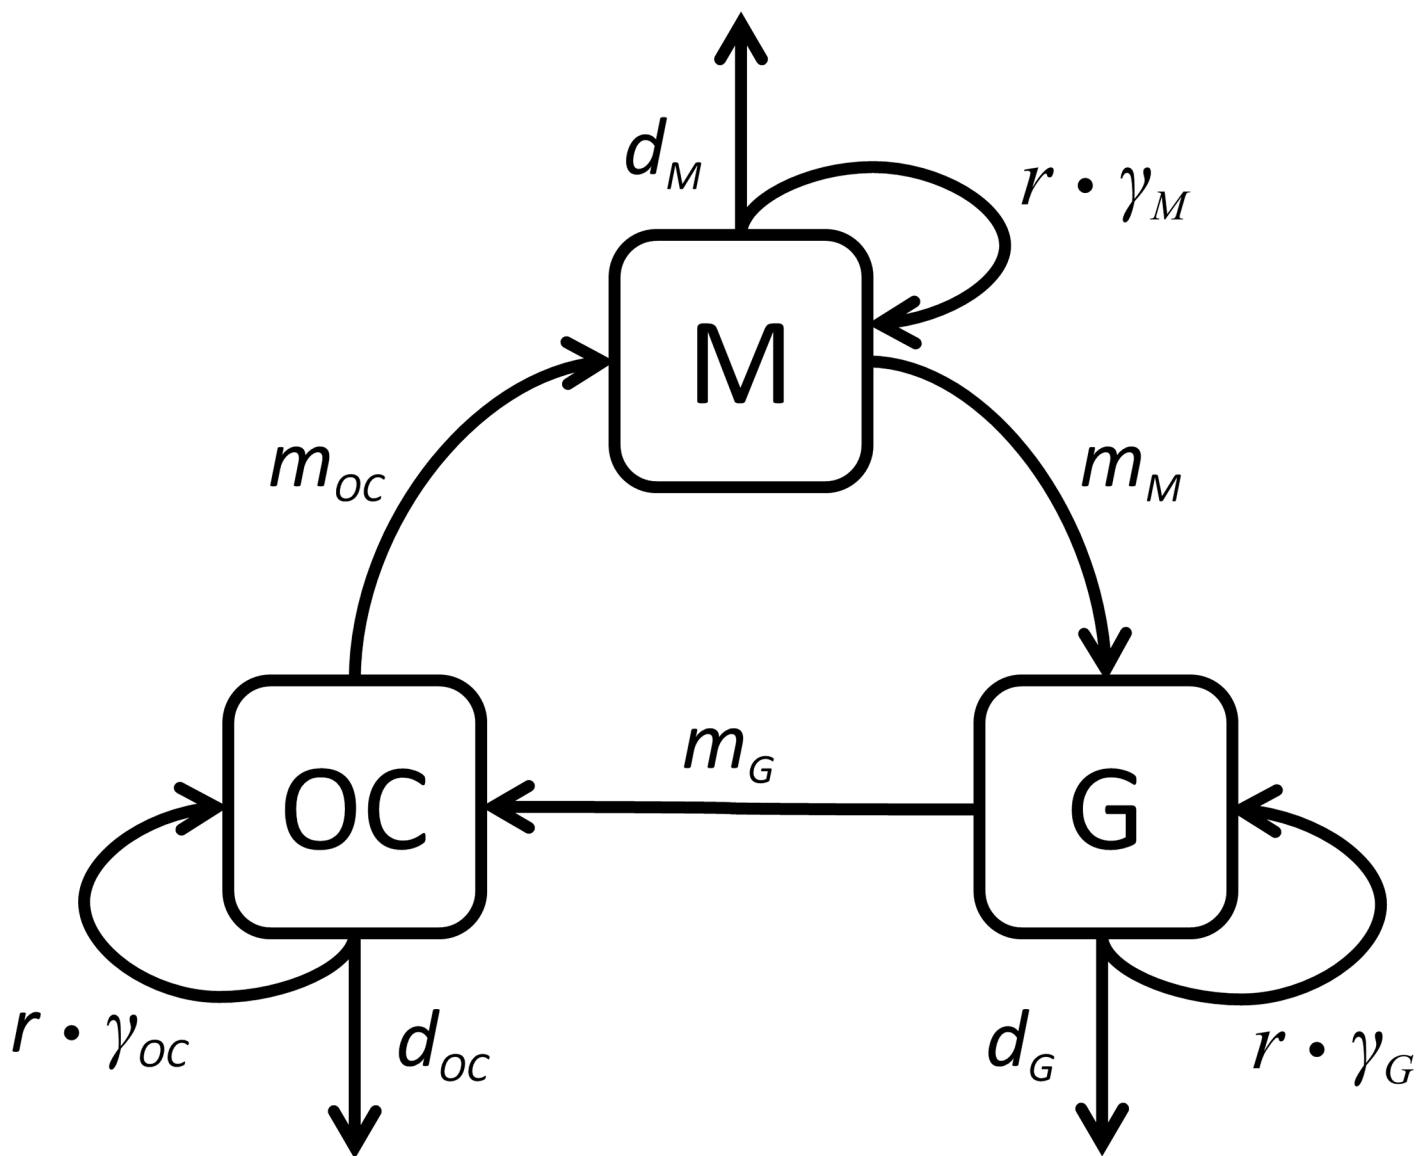 d_M
r · γ_M
M
m_OC
m_M
m_G
OC
G
r · γ_OC
d_OC
d_G
r · γ_G